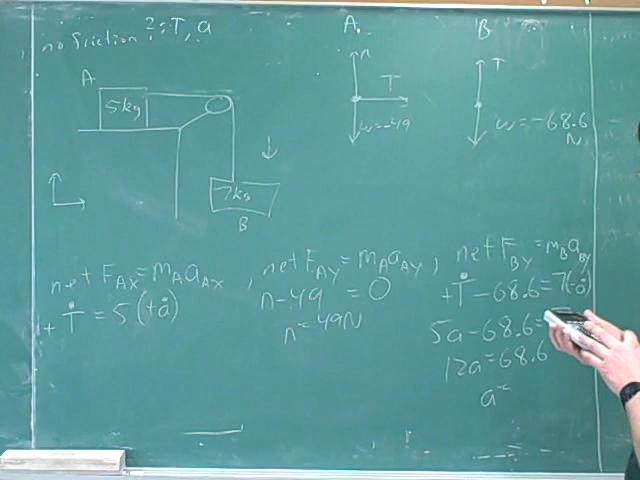 no friction ?: T, a
A.
B
n
T
w=-49
T
w=-68.6
N
A
5kg
7kg
B
net F_AX = m_A a_AX , net F_AY = m_A a_AY , net F_BY = m_B a_BY
+ T = 5(+a)
n-49 = 0
n = 49N
+T - 68.6 = 7(-a)
5a - 68.6 =
12a = 68.6
a =